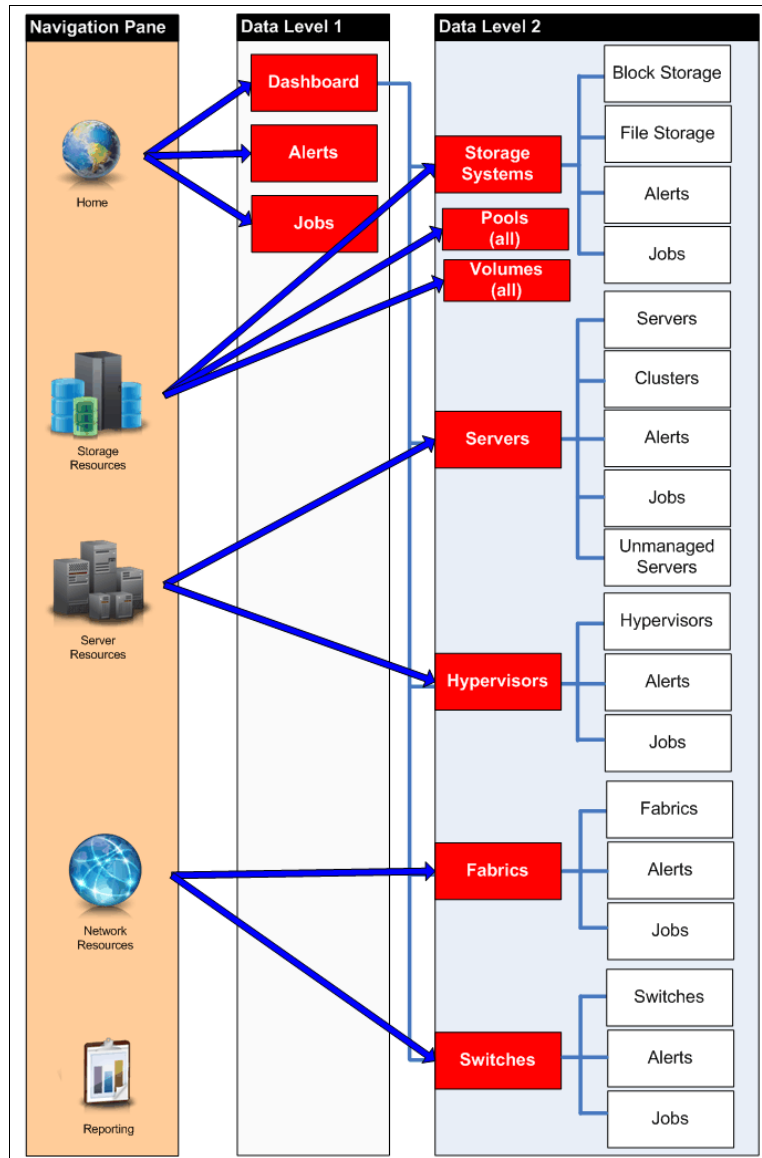 Navigation Pane
Data Level 1
Data Level 2
Home
Storage
Resources
Server
Resources
Network
Resources
Reporting
Dashboard
Alerts
Jobs
Storage
Systems
Pools
(all)
Volumes
(all)
Servers
Hypervisors
Fabrics
Switches
Block Storage
File Storage
Alerts
Jobs
Servers
Clusters
Alerts
Jobs
Unmanaged
Servers
Hypervisors
Alerts
Jobs
Fabrics
Alerts
Jobs
Switches
Alerts
Jobs